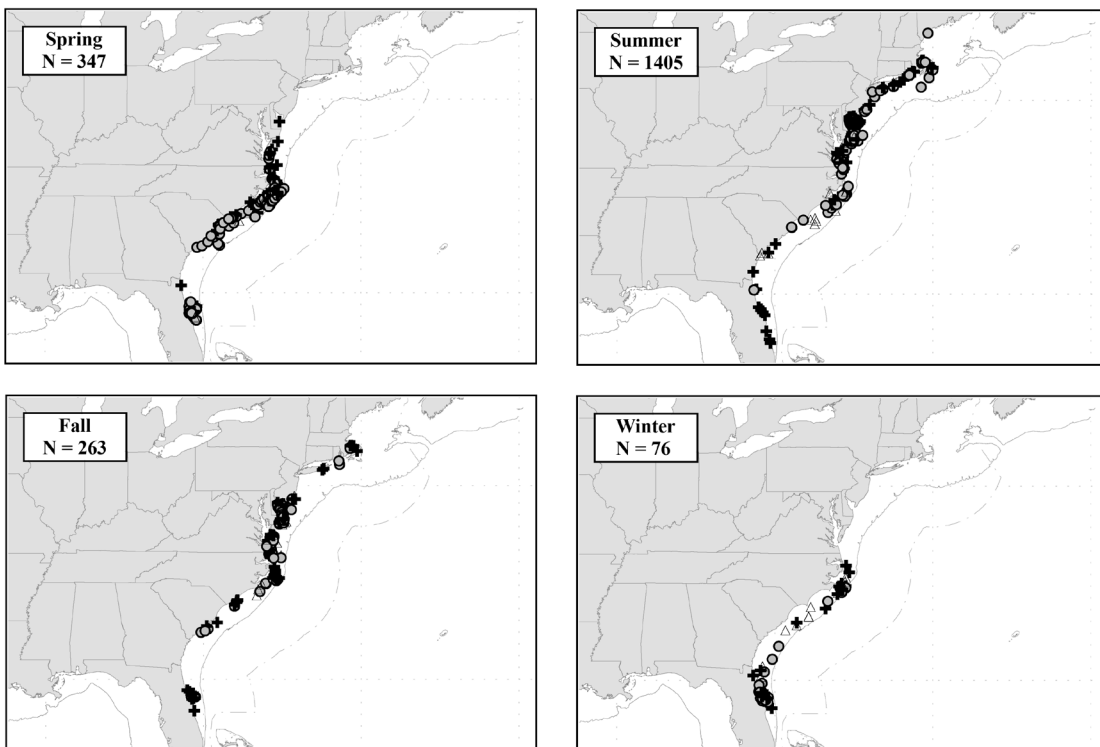 Spring
N = 347
Summer
N = 1405
Fall
N = 263
Winter
N = 76